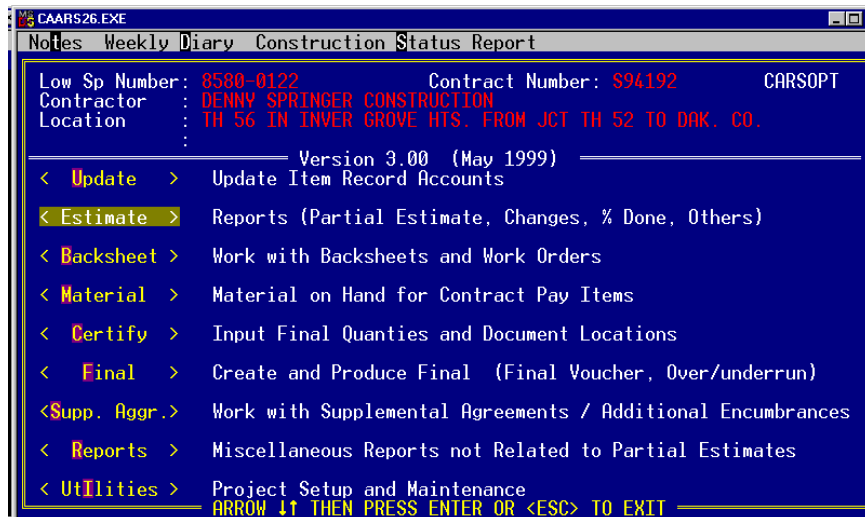 CAARS26.EXE
Notes Weekly Diary Construction Status Report
Low Sp Number: 8580-0122 Contract Number: S94192 CARSOPT
Contractor : DENNY SPRINGER CONSTRUCTION
Location : TH 56 IN INVER GROVE HTS. FROM JCT TH 52 TO DAK. CO.
:
Version 3.00 (May 1999)
< Update > Update Item Record Accounts
< Estimate > Reports (Partial Estimate, Changes, % Done, Others)
< Backsheet > Work with Backsheets and Work Orders
< Material > Material on Hand for Contract Pay Items
< Certify > Input Final Quanties and Document Locations
< Final > Create and Produce Final (Final Voucher, Over/underrun)
<Supp. Aggr.> Work with Supplemental Agreements / Additional Encumbrances
< Reports > Miscellaneous Reports not Related to Partial Estimates
< UtIlities > Project Setup and Maintenance
ARROW ↓↑ THEN PRESS ENTER OR <ESC> TO EXIT